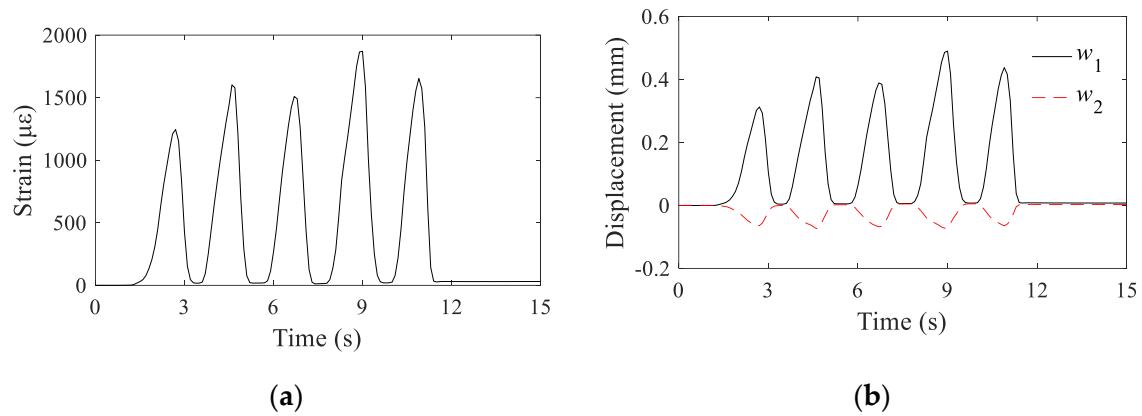 2000
1500
1000
500
0
Strain (με)
0 3 6 9 12 15
Time (s)
(a)
0.6
0.4
0.2
0
-0.2
Displacement (mm)
w1
w2
0 3 6 9 12 15
Time (s)
(b)